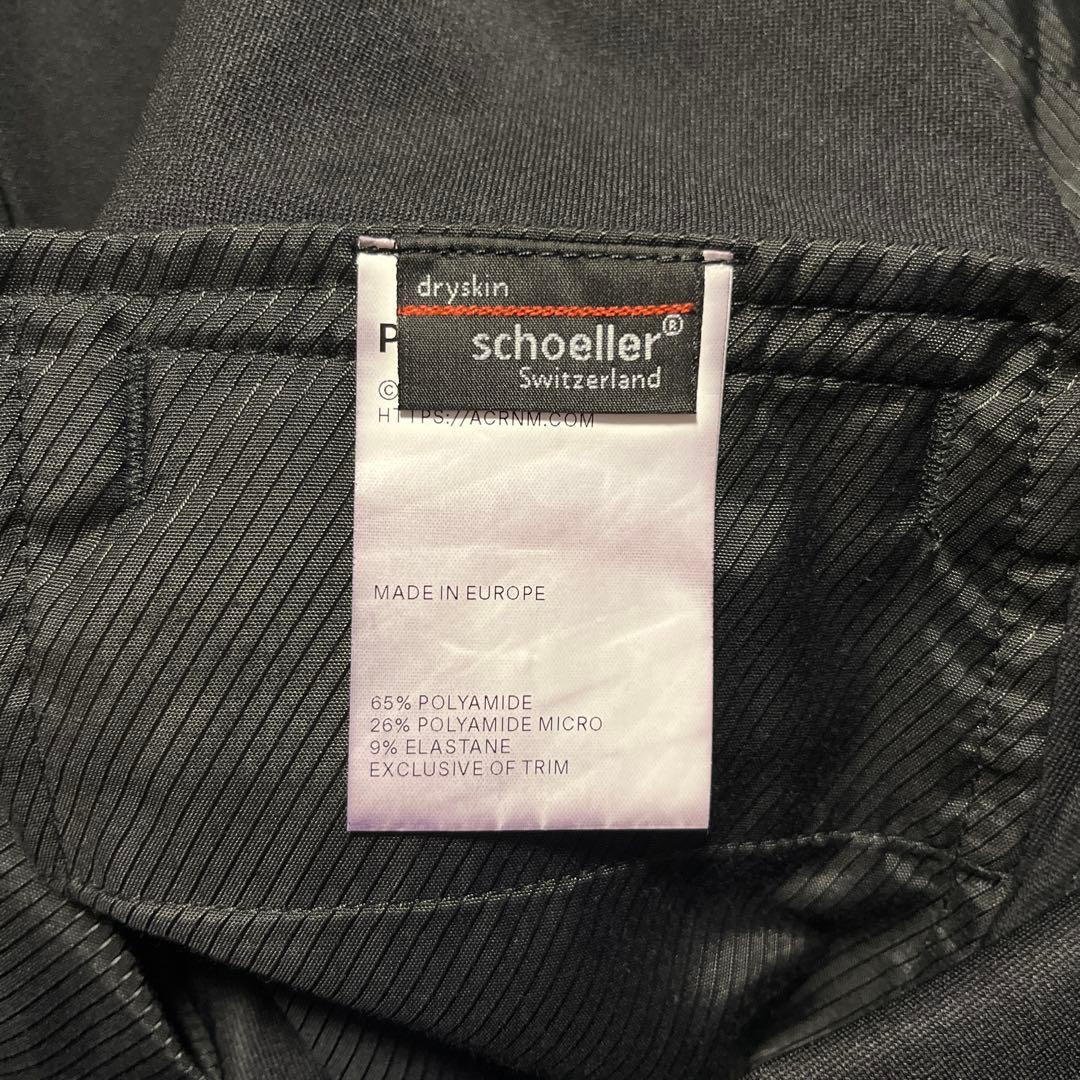 dryskin
schoeller®
Switzerland
P
©
HTTPS://ACRNM.COM
MADE IN EUROPE
65% POLYAMIDE
26% POLYAMIDE MICRO
9% ELASTANE
EXCLUSIVE OF TRIM